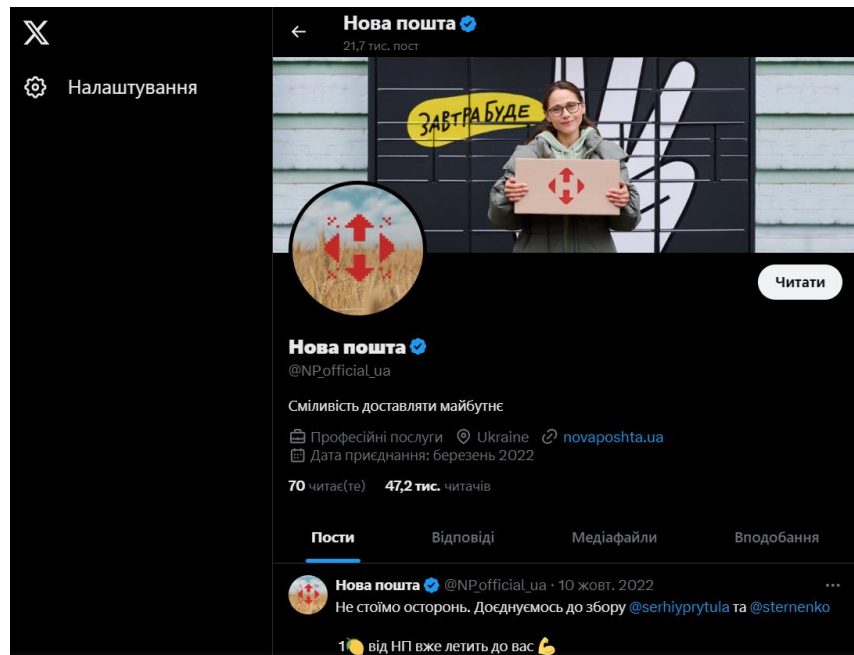 Нова пошта
21,7 тис. пост
Налаштування
ЗАВТРА БУДЕ
Читати
Нова пошта
@NP_official_ua
Сміливість доставляти майбутнє
Професійні послуги Ukraine novaposhta.ua
Дата приєднання: березень 2022
70 читає(те) 47,2 тис. читачів
Пости Відповіді Медіафайли Вподобання
Нова пошта @NP_official_ua · 10 жовт. 2022
Не стоїмо осторонь. Доєднуємось до збору @serhiyprytula та @sternenko
1🍋 від НП вже летить до вас 💪